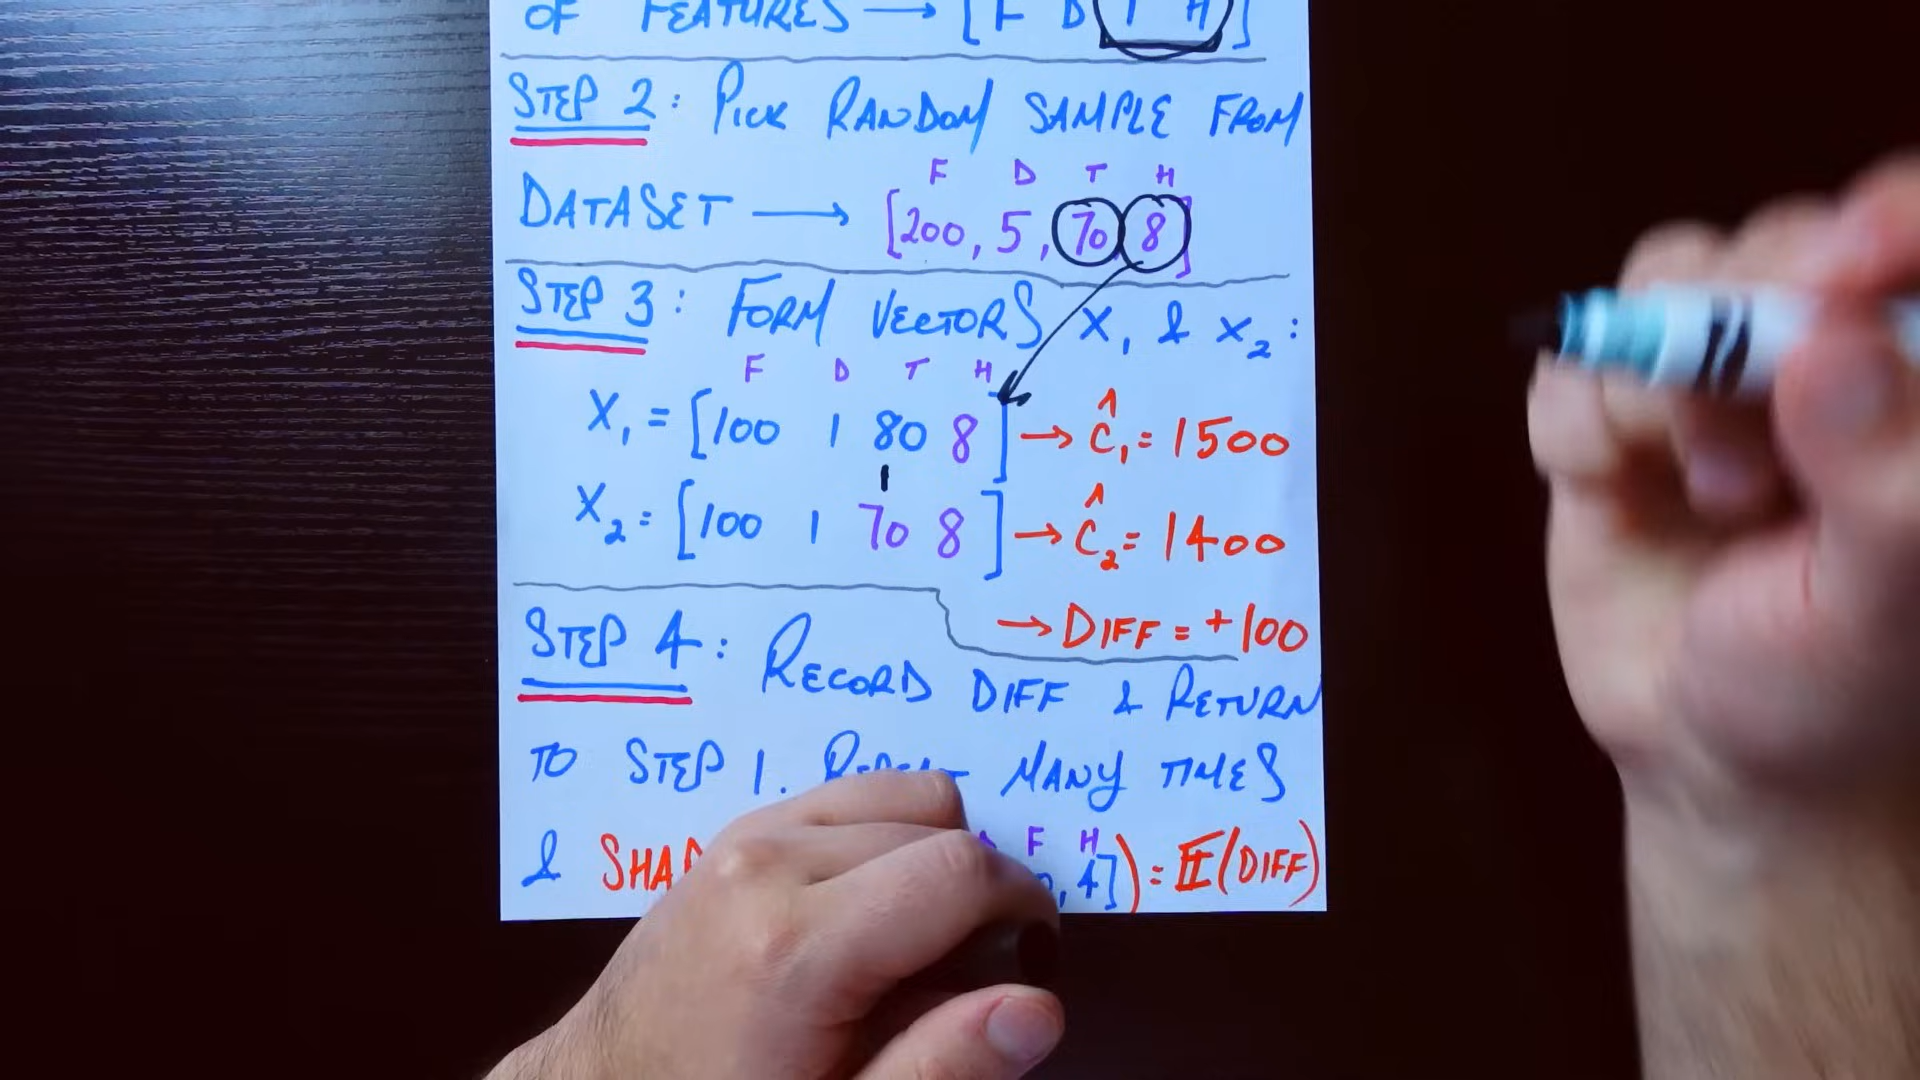 OF FEATURES → [F D T H]
STEP 2: PICK RANDOM SAMPLE FROM
F D T H
DATASET → [200, 5, 70, 8]
STEP 3: FORM VECTORS X₁ & X₂:
F D T H
X₁ = [100 1 80 8] → Ĉ₁ = 1500
X₂ = [100 1 70 8] → Ĉ₂ = 1400
→ DIFF = +100
STEP 4: RECORD DIFF & RETURN
TO STEP 1. REPEAT MANY TIMES
F H
& 4]) = E(DIFF)